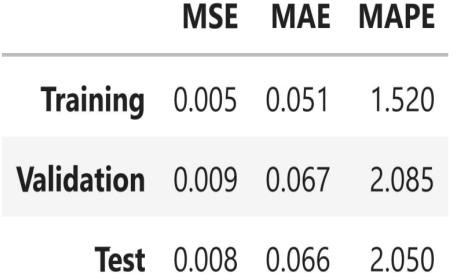 MSE MAE MAPE
Training 0.005 0.051 1.520
Validation 0.009 0.067 2.085
Test 0.008 0.066 2.050